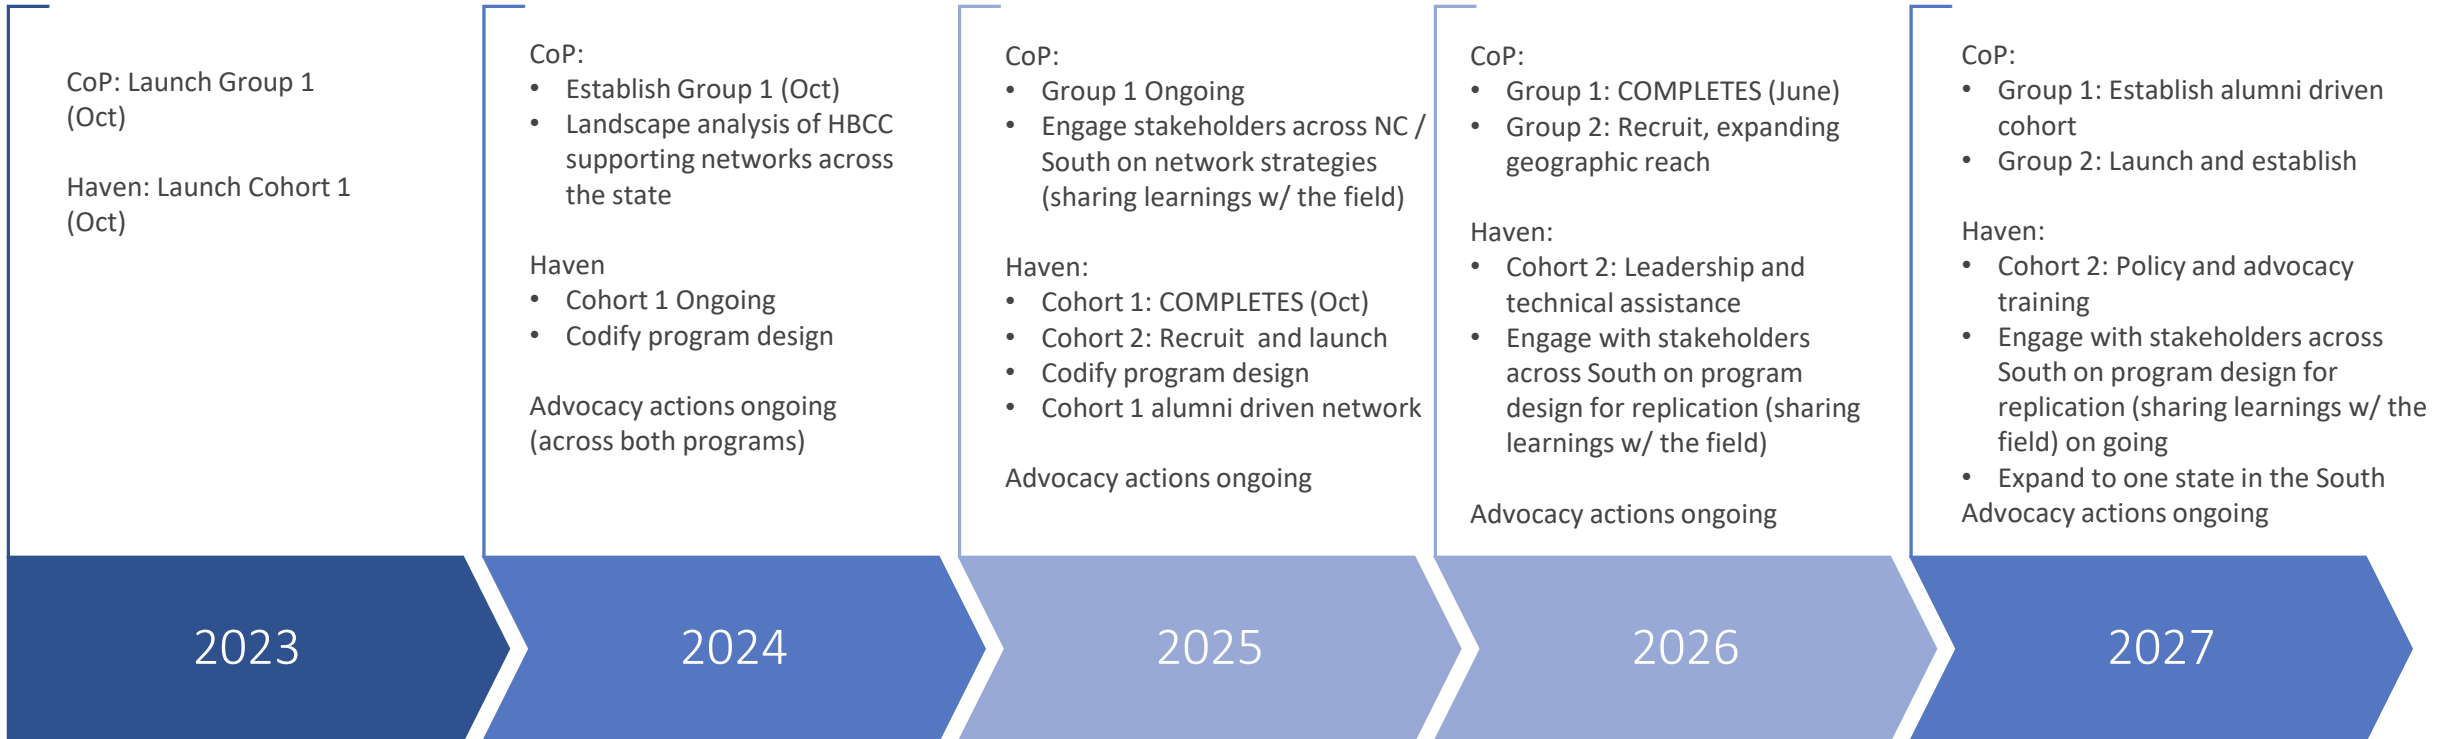 CoP: Launch Group 1
(Oct)
Haven: Launch Cohort 1
(Oct)
CoP:
• Establish Group 1 (Oct)
• Landscape analysis of HBCC
supporting networks across
the state
Haven
• Cohort 1 Ongoing
• Codify program design
Advocacy actions ongoing
(across both programs)
CoP:
• Group 1 Ongoing
• Engage stakeholders across NC /
South on network strategies
(sharing learnings w/ the field)
Haven:
• Cohort 1: COMPLETES (Oct)
• Cohort 2: Recruit and launch
• Codify program design
• Cohort 1 alumni driven network
Advocacy actions ongoing
CoP:
• Group 1: COMPLETES (June)
• Group 2: Recruit, expanding
geographic reach
Haven:
• Cohort 2: Leadership and
technical assistance
• Engage with stakeholders
across South on program
design for replication (sharing
learnings w/ the field)
Advocacy actions ongoing
CoP:
• Group 1: Establish alumni driven
cohort
• Group 2: Launch and establish
Haven:
• Cohort 2: Policy and advocacy
training
• Engage with stakeholders across
South on program design for
replication (sharing learnings w/ the
field) on going
• Expand to one state in the South
Advocacy actions ongoing
2023
2024
2025
2026
2027